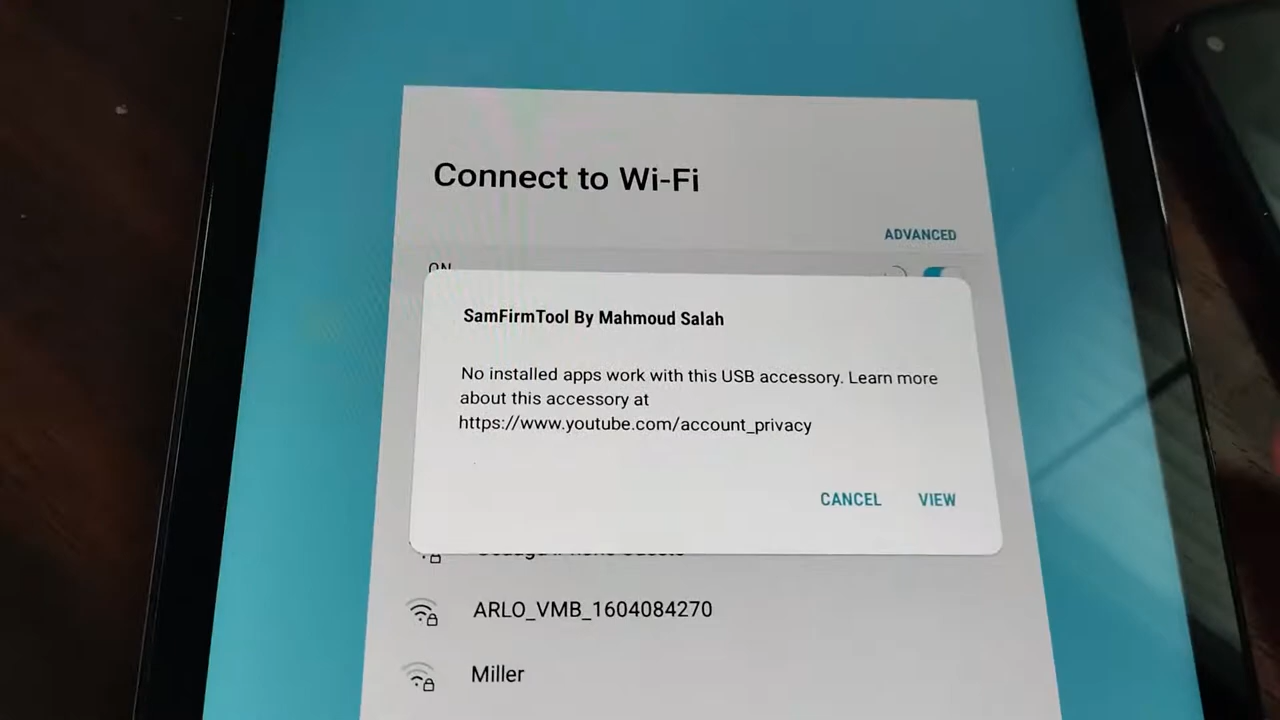 Connect to Wi-Fi
ADVANCED
ON
SamFirmTool By Mahmoud Salah
No installed apps work with this USB accessory. Learn more
about this accessory at
https://www.youtube.com/account_privacy
CANCEL VIEW
ARLO_VMB_1604084270
Miller